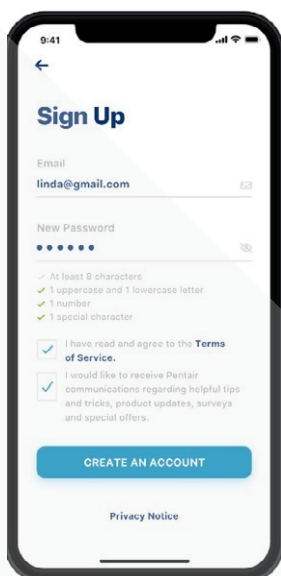 9:41
Sign Up
Email
linda@gmail.com
New Password
At least 8 characters
1 uppercase and 1 lowercase letter
1 number
1 special character
I have read and agree to the Terms
of Service.
I would like to receive Pentair
communications regarding helpful tips
and tricks, product updates, surveys
and special offers.
CREATE AN ACCOUNT
Privacy Notice